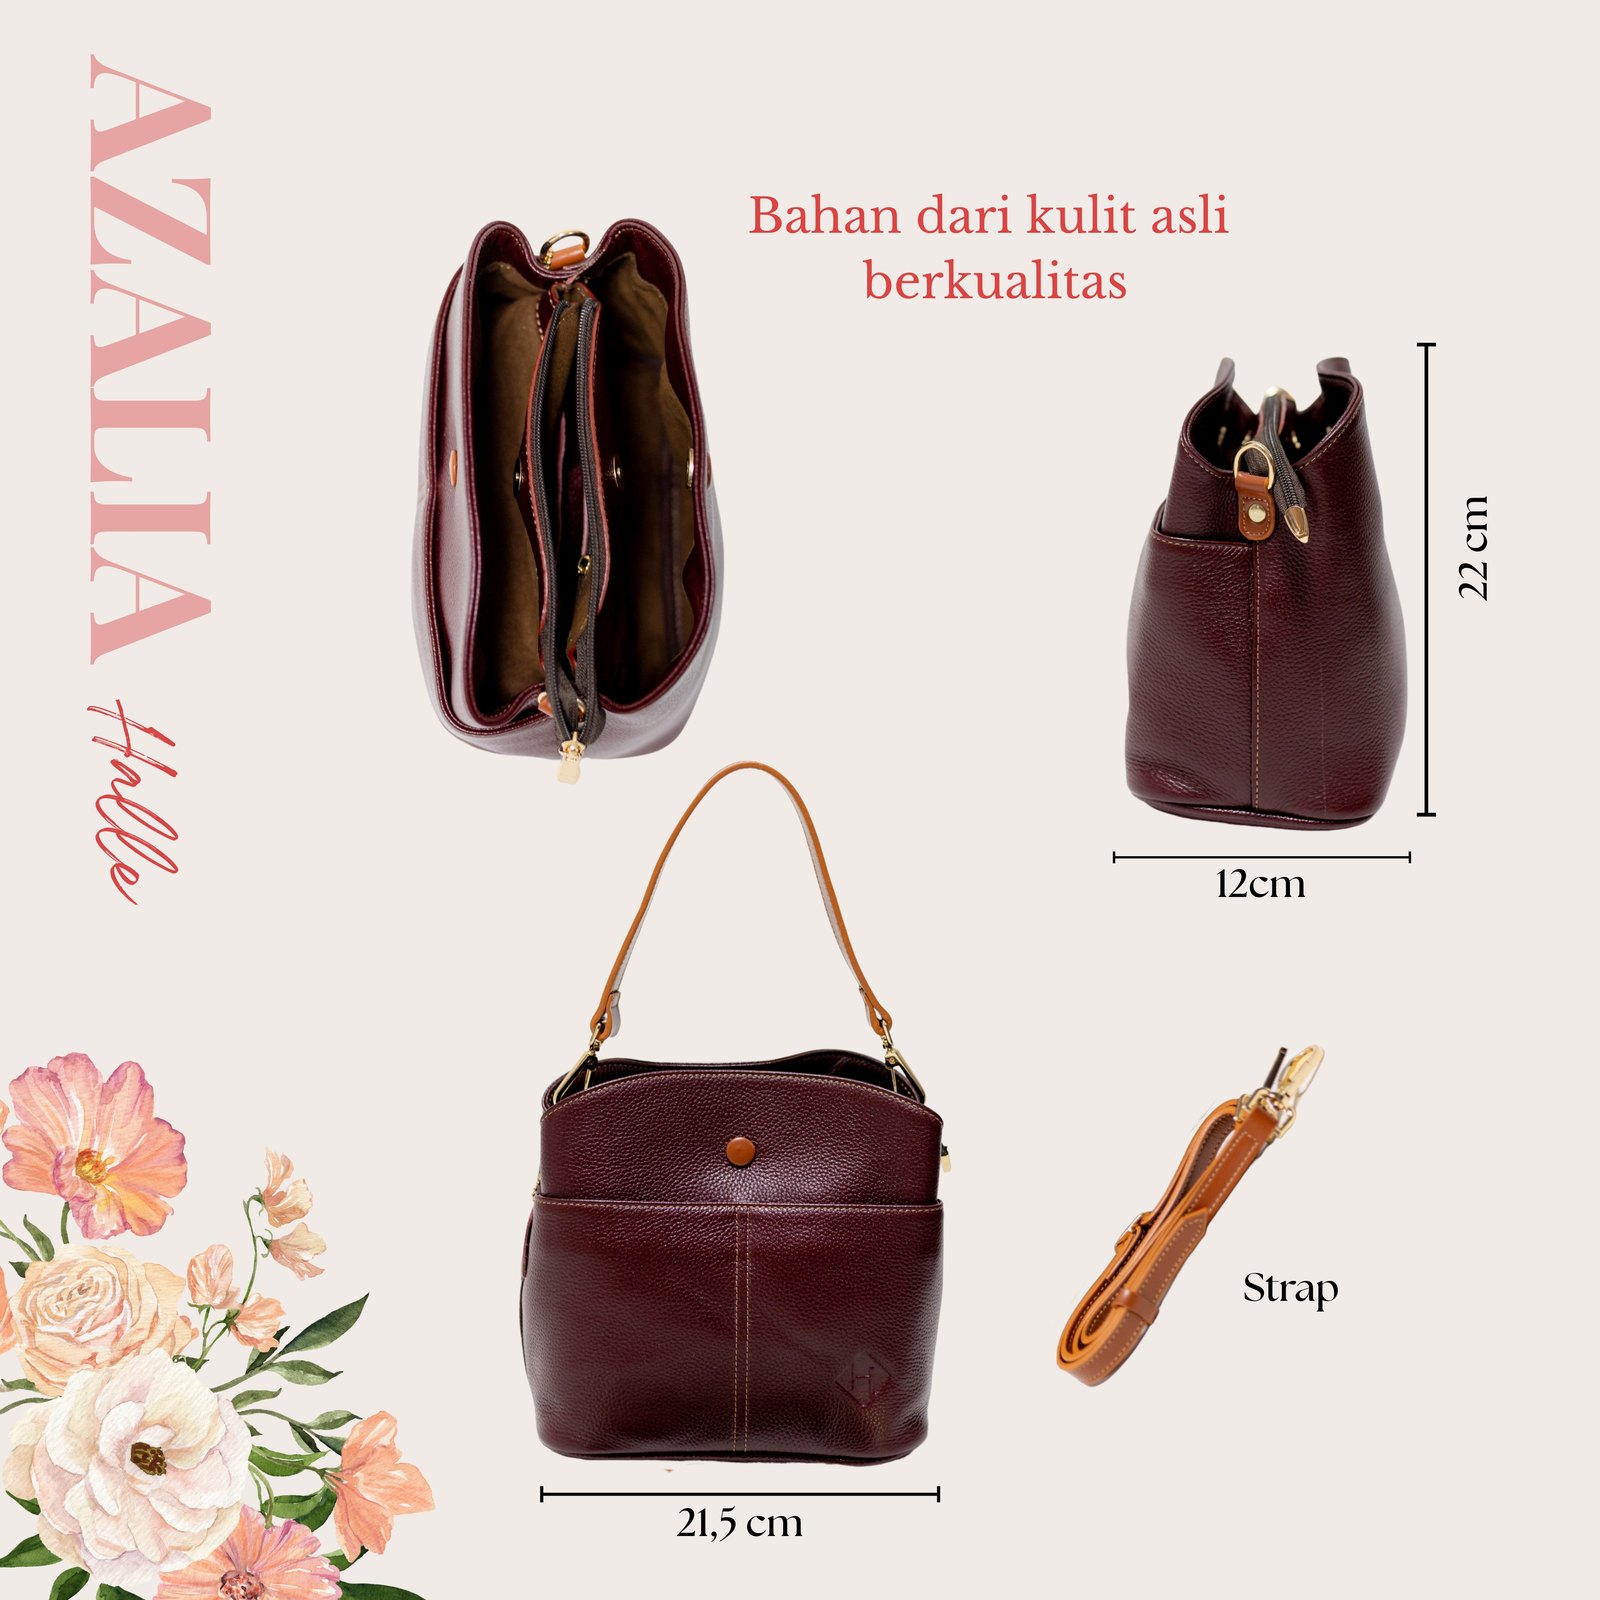 AZALIA
Halle
Bahan dari kulit asli
berkualitas
22 cm
12cm
21,5 cm
Strap
H